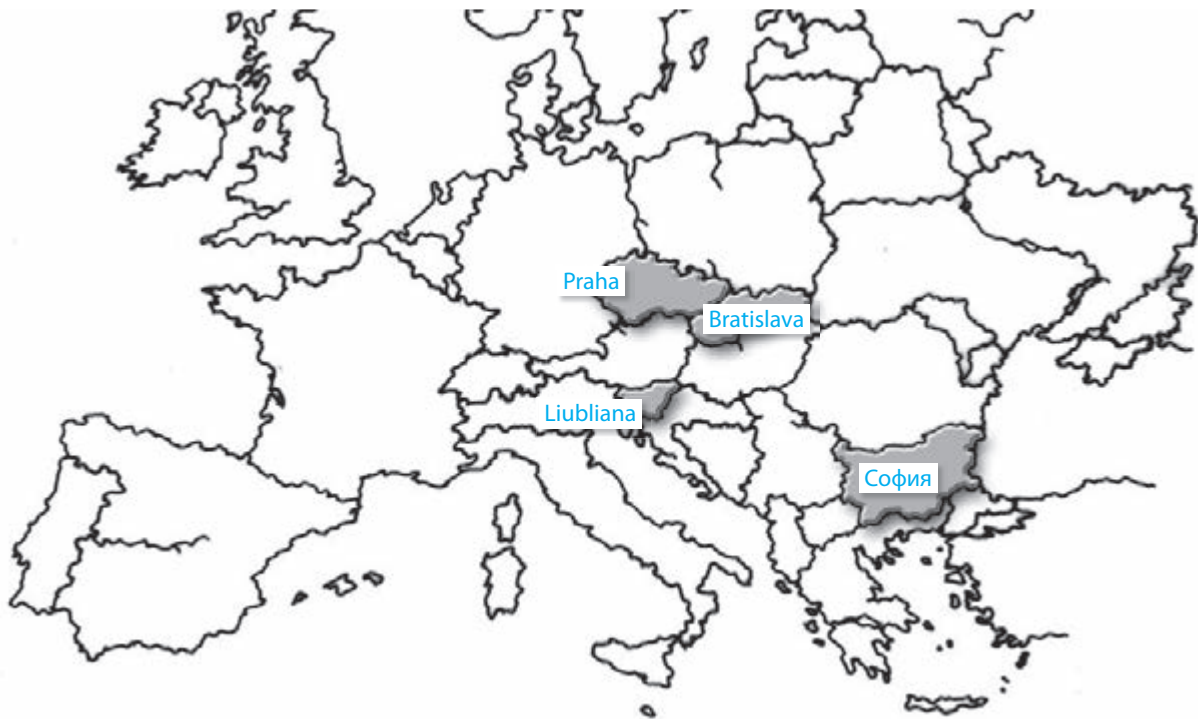 Praha
Bratislava
Liubliana
София